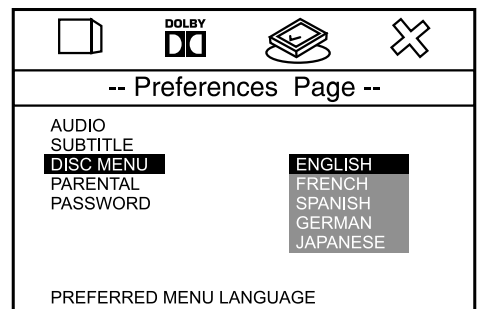 DOLBY
-- Preferences Page --
AUDIO
SUBTITLE
DISC MENU
PARENTAL
PASSWORD
ENGLISH
FRENCH
SPANISH
GERMAN
JAPANESE
PREFERRED MENU LANGUAGE